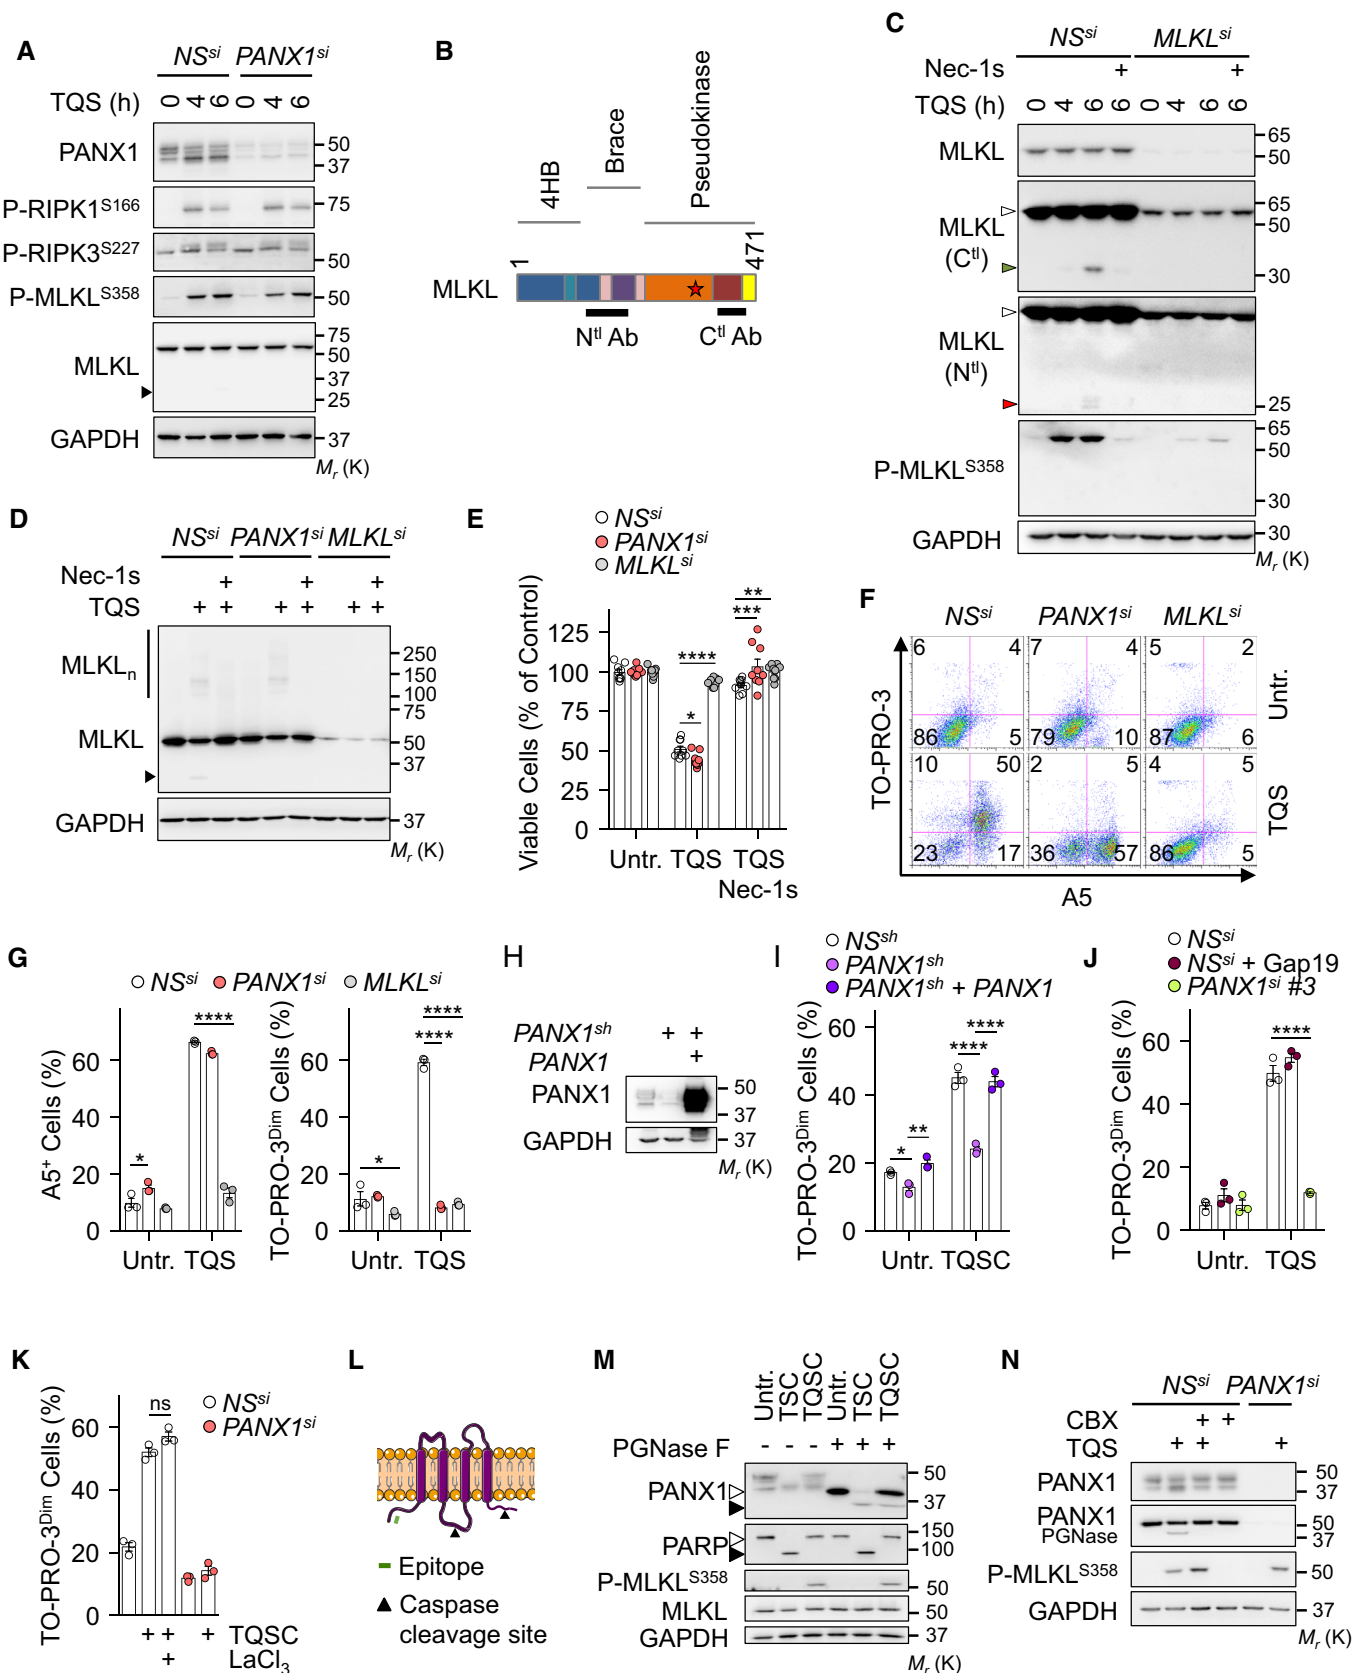 A
NSsi PANX1si
TQS (h) 0 4 6 0 4 6
PANX1 50 37
P-RIPK1S166 75
P-RIPK3S227 50
P-MLKLS358 50
MLKL 75 50 37 25
GAPDH 37
Mr (K)
B
4HB Brace Pseudokinase
1 471
MLKL
Ntl Ab Ctl Ab
C
NSsi MLKLsi
Nec-1s + +
TQS (h) 0 4 6 6 0 4 6 6
MLKL 65 50
MLKL (Ctl) 65 50 30
MLKL (Ntl) 25
P-MLKLS358 65 50 30
GAPDH 30
Mr (K)
D
NSsi PANX1si MLKLsi
Nec-1s + + +
TQS + + + + + +
MLKLn 250 150 100 75
MLKL 50 37
GAPDH 37
Mr (K)
E
NSsi
PANX1si
MLKLsi
Viable Cells (% of Control)
125
100
75
50
25
0
**** * *** **
Untr. TQS TQS Nec-1s
F
NSsi PANX1si MLKLsi
TO-PRO-3
6 4 7 4 5 2
86 5 79 10 87 6
Untr.
10 50 2 5 4 5
23 17 36 57 86 5
TQS
A5
G
NSsi PANX1si MLKLsi
A5+ Cells (%)
60
40
20
0
* ****
Untr. TQS
TO-PRO-3Dim Cells (%)
60
40
20
0
* **** ****
Untr. TQS
H
PANX1sh + +
PANX1 +
PANX1 50 37
GAPDH 37
Mr (K)
I
NSsh
PANX1sh
PANX1sh + PANX1
TO-PRO-3Dim Cells (%)
60
40
20
0
* ** **** ****
Untr. TQSC
J
NSsi
NSsi + Gap19
PANX1si #3
TO-PRO-3Dim Cells (%)
60
40
20
0
****
Untr. TQS
K
NSsi
PANX1si
TO-PRO-3Dim Cells (%)
60
40
20
0
ns
+ + + TQSC
+ LaCl3
L
Epitope
Caspase
cleavage site
M
Untr. TSC TQSC Untr. TSC TQSC
PGNase F - - - + + +
PANX1 50 37
PARP 150 100
P-MLKLS358 50
MLKL 50
GAPDH 37
Mr (K)
N
NSsi PANX1si
CBX + +
TQS + + +
PANX1 50 37
PANX1 PGNase 50 37
P-MLKLS358 50
GAPDH 37
Mr (K)